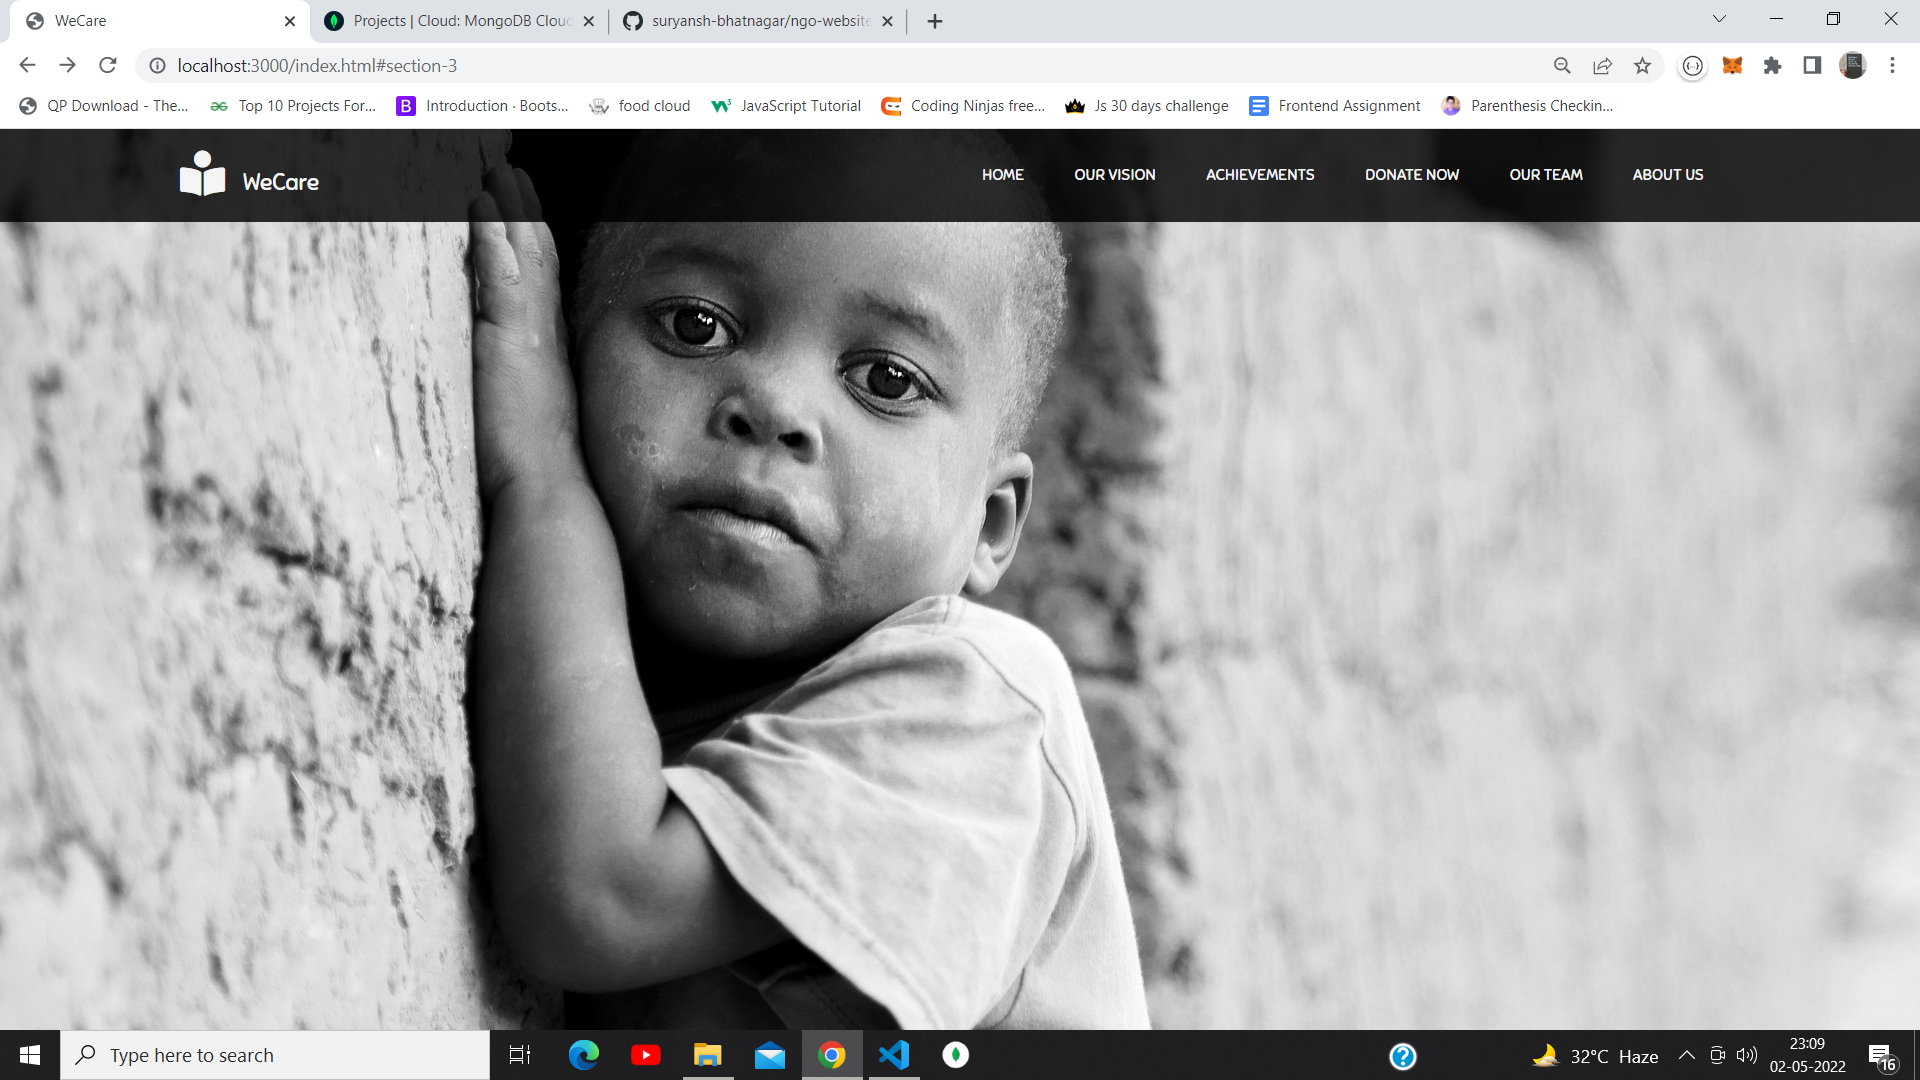 WeCare
Projects | Cloud: MongoDB Cloud
suryansh-bhatnagar/ngo-website
localhost:3000/index.html#section-3
QP Download - The...
Top 10 Projects For...
B Introduction · Boots...
food cloud
JavaScript Tutorial
Coding Ninjas free...
Js 30 days challenge
Frontend Assignment
Parenthesis Checkin...
WeCare
HOME
OUR VISION
ACHIEVEMENTS
DONATE NOW
OUR TEAM
ABOUT US
Type here to search
32°C Haze
23:09
02-05-2022
16